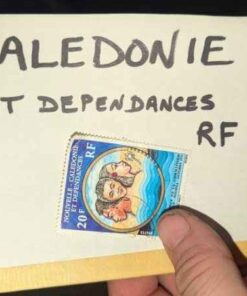 ALEDONIE
T DEPENDANCES
RF
NOUVELLE-CALEDONIE
ET DEPENDANCES
20F
RF